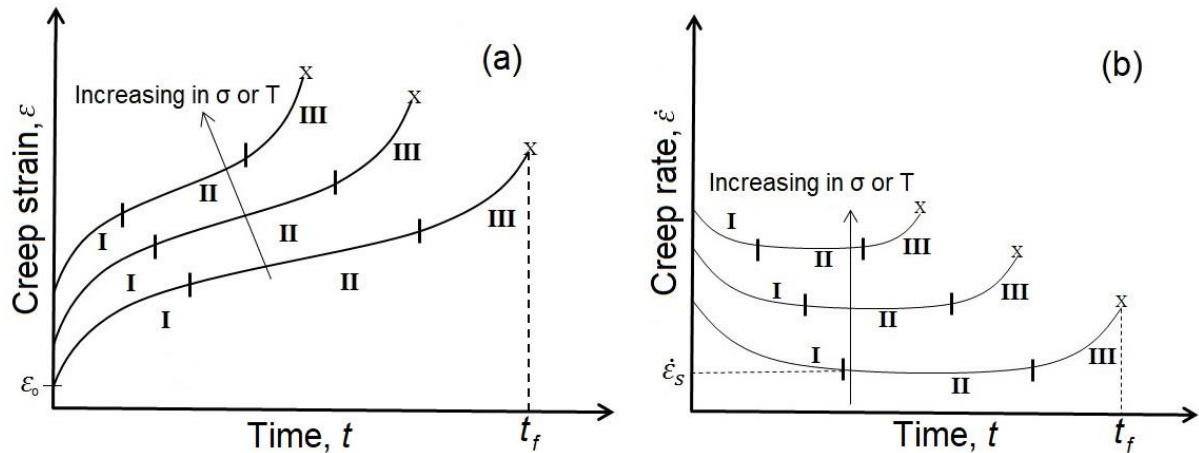 (a)
Creep strain, ε
Increasing in σ or T
I
II
III
x
I
II
III
x
I
II
III
x
ε₀
Time, t
t_f
(b)
Creep rate, ε̇
Increasing in σ or T
I
II
III
x
I
II
III
x
I
II
III
x
ε̇ₛ
Time, t
t_f